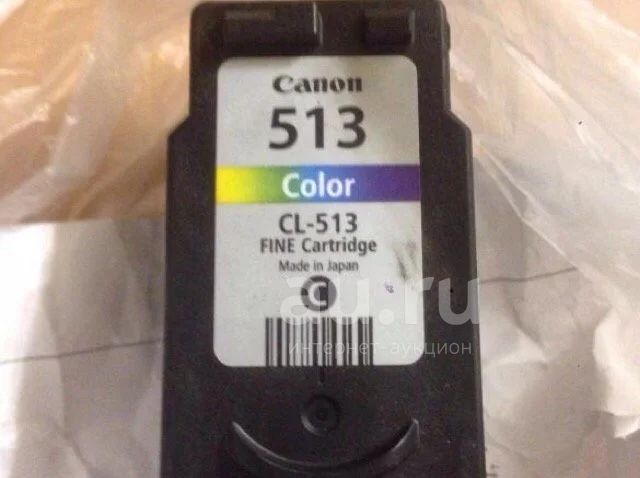 Canon
513
Color
CL-513
FINE Cartridge
Made in Japan
C
au.ru
интернет-аукцион